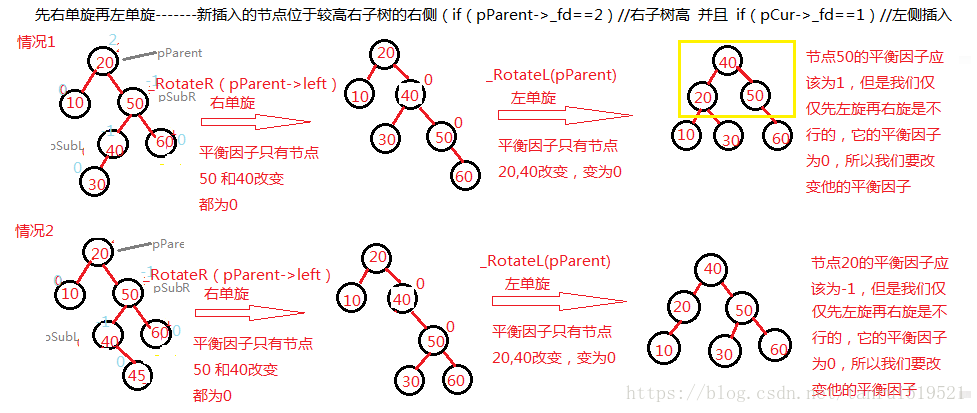 先右单旋再左单旋-------新插入的节点位于较高右子树的右侧（if（pParent->_fd==2）//右子树高 并且 if（pCur->_fd==1）//左侧插入
情况1
2
20
pParent
0
10
-1
50
pSubR
1
40
pSubL
60
0
0
30
_RotateR（pParent->left）
右单旋
平衡因子只有节点
50 和40改变
都为0
20
10
0
40
30
0
50
60
_RotateL(pParent)
左单旋
平衡因子只有节点
20,40改变，变为0
40
20
50
10
30
60
节点50的平衡因子应
该为1，但是我们仅
仅先左旋再右旋是不
行的，它的平衡因子
为0，所以我们要改
变他的平衡因子
情况2
20
pPare
0
10
-1
50
pSubR
1
40
pSubL
60
0
45
_RotateR（pParent->left）
右单旋
平衡因子只有节点
50 和40改变
都为0
20
10
0
40
0
50
30
60
_RotateL(pParent)
左单旋
平衡因子只有节点
20,40改变，变为0
40
20
50
10
30
60
节点20的平衡因子应
该为-1，但是我们仅
仅先左旋再右旋是不
行的，它的平衡因子
为0，所以我们要改
变他的平衡因子